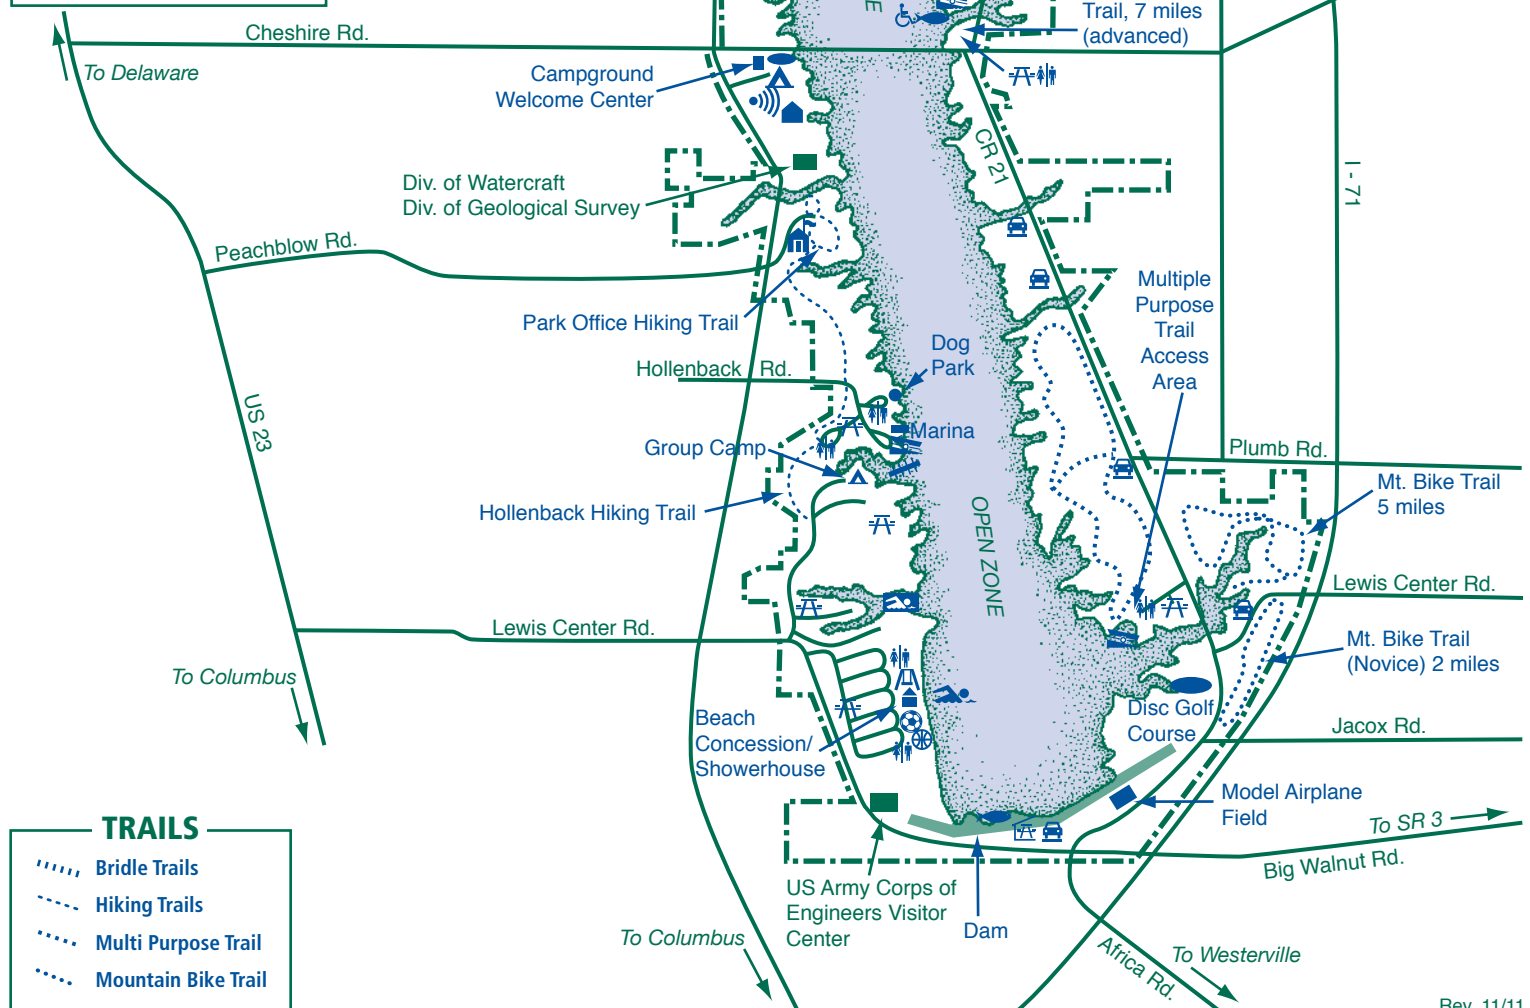 Trail, 7 miles
(advanced)
Cheshire Rd.
To Delaware
Campground
Welcome Center
CR 21
I - 71
Div. of Watercraft
Div. of Geological Survey
Peachblow Rd.
Multiple
Purpose
Trail
Access
Area
Park Office Hiking Trail
Dog
Park
Hollenback Rd.
US 23
Marina
Group Camp
Plumb Rd.
Mt. Bike Trail
5 miles
Hollenback Hiking Trail
OPEN ZONE
Lewis Center Rd.
Lewis Center Rd.
Mt. Bike Trail
(Novice) 2 miles
To Columbus
Beach
Concession/
Showerhouse
Disc Golf
Course
Jacox Rd.
Model Airplane
Field
To SR 3
Big Walnut Rd.
TRAILS
Bridle Trails
Hiking Trails
Multi Purpose Trail
Mountain Bike Trail
US Army Corps of
Engineers Visitor
Center
Dam
To Columbus
Africa Rd.
To Westerville
Rev. 11/11